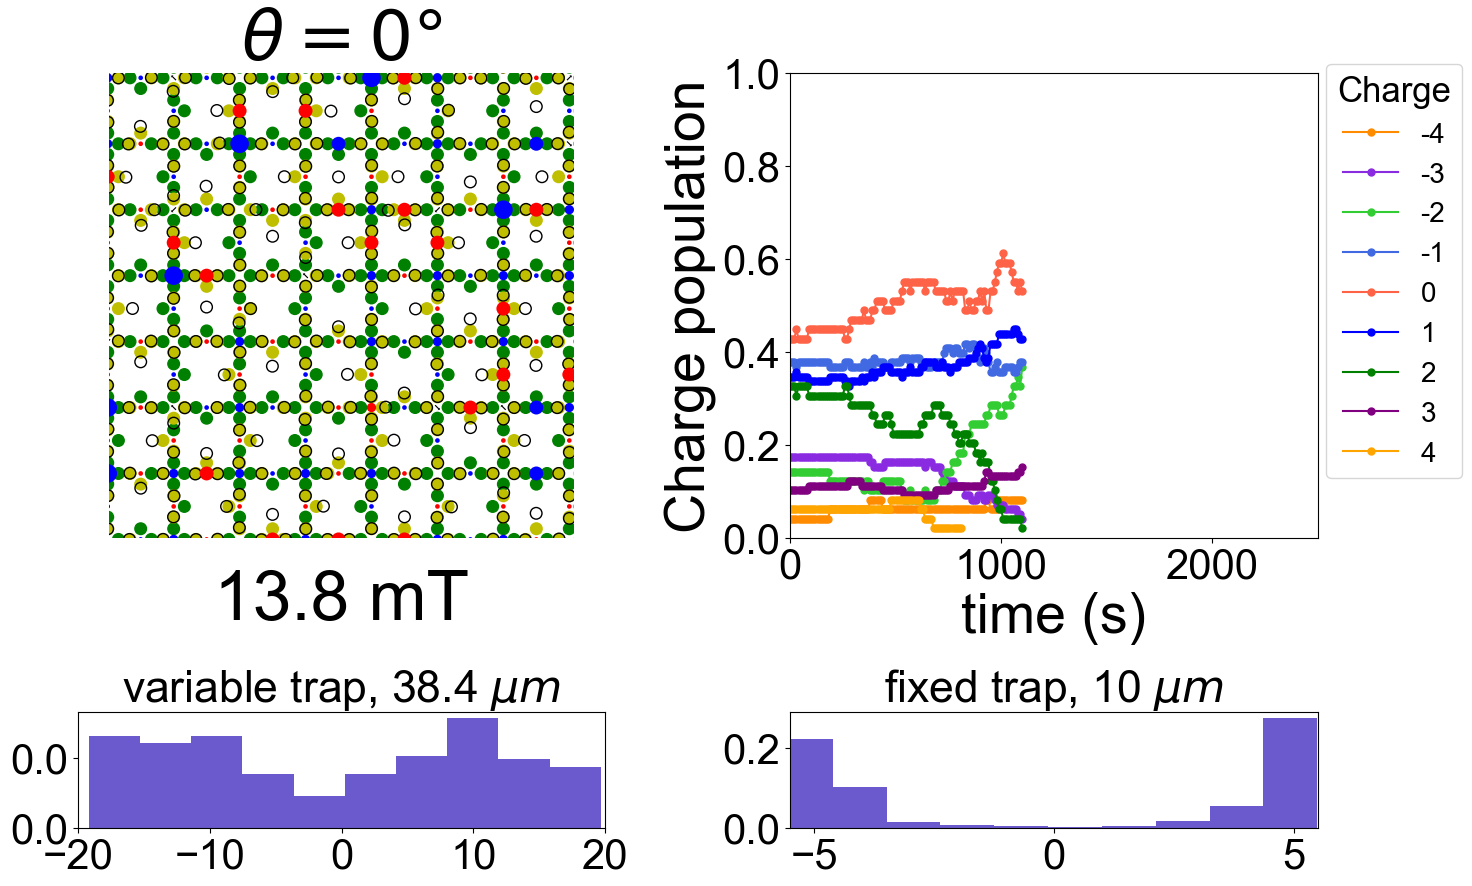 θ = 0°
13.8 mT
1.0
0.8
0.6
0.4
0.2
0.0
Charge population
0 1000 2000
time (s)
Charge
-4
-3
-2
-1
0
1
2
3
4
variable trap, 38.4 μm
0.0
0.0
−20 −10 0 10 20
fixed trap, 10 μm
0.2
0.0
−5 0 5